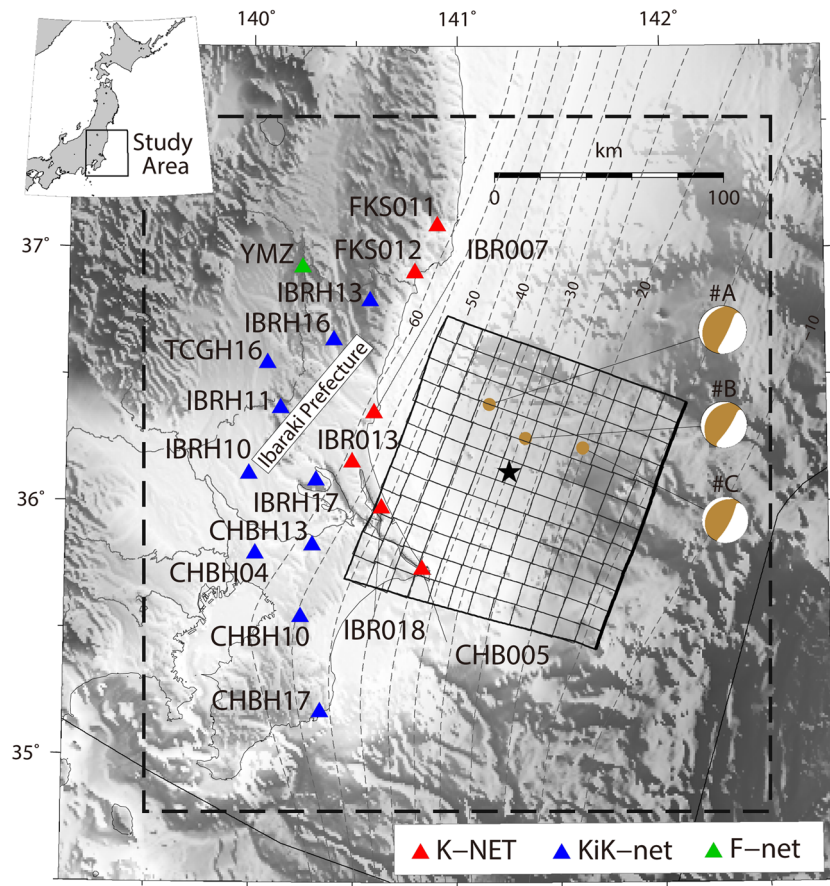 140°
141°
142°
Study
Area
km
0
100
FKS011
37°
YMZ
FKS012
IBR007
IBRH13
#A
60
−50
−40
−30
−20
−10
IBRH16
TCGH16
Ibaraki Prefecture
IBRH11
#B
IBR013
IBRH10
36°
IBRH17
#C
CHBH13
CHBH04
CHBH10
IBR018
CHB005
CHBH17
35°
K−NET
KiK−net
F−net